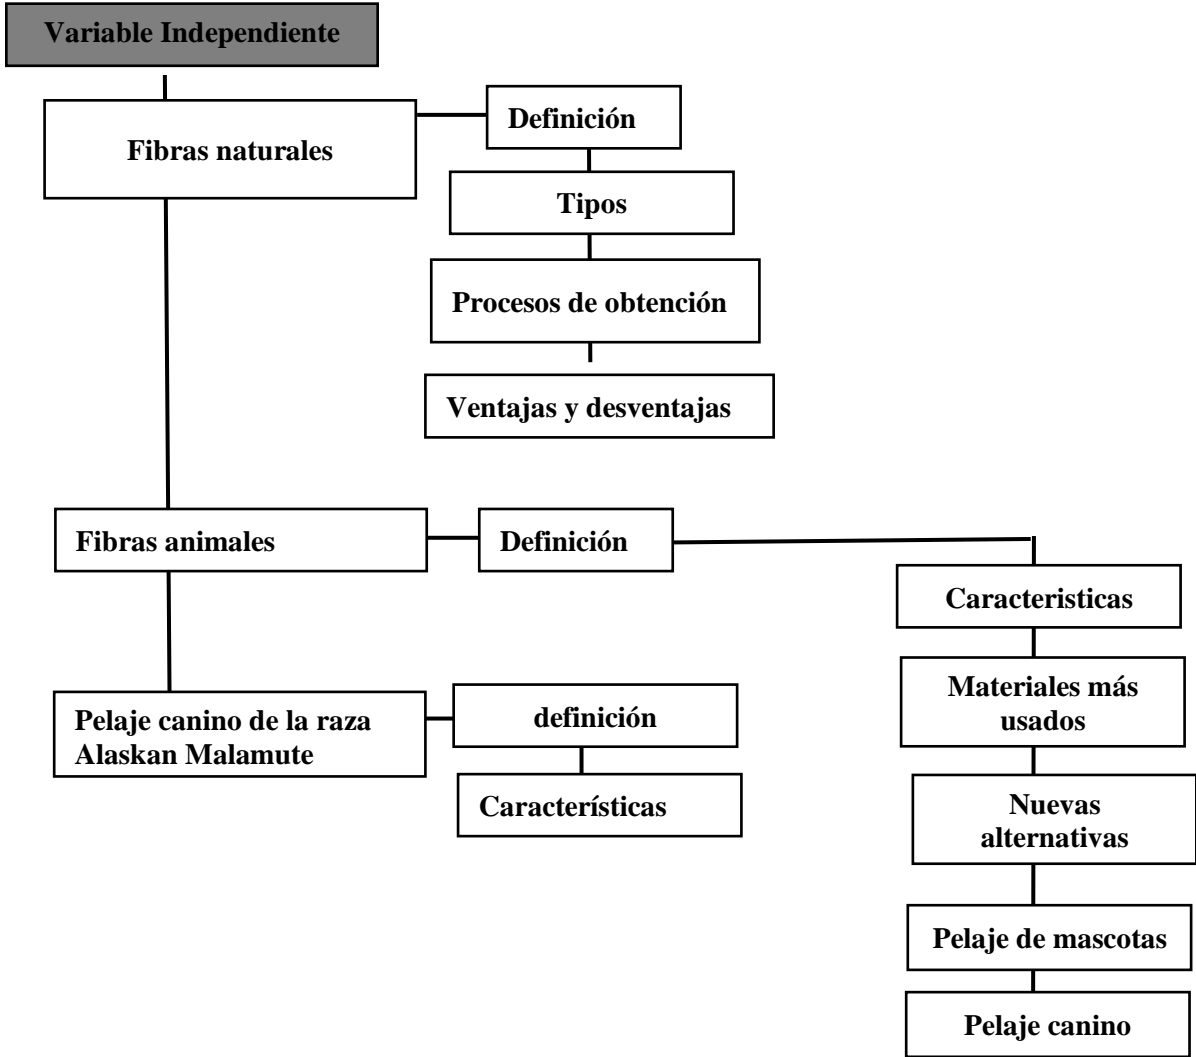 Variable Independiente
Fibras naturales
Definición
Tipos
Procesos de obtención
Ventajas y desventajas
Fibras animales
Definición
Caracteristicas
Materiales más
usados
Nuevas
alternativas
Pelaje de mascotas
Pelaje canino
Pelaje canino de la raza
Alaskan Malamute
definición
Características